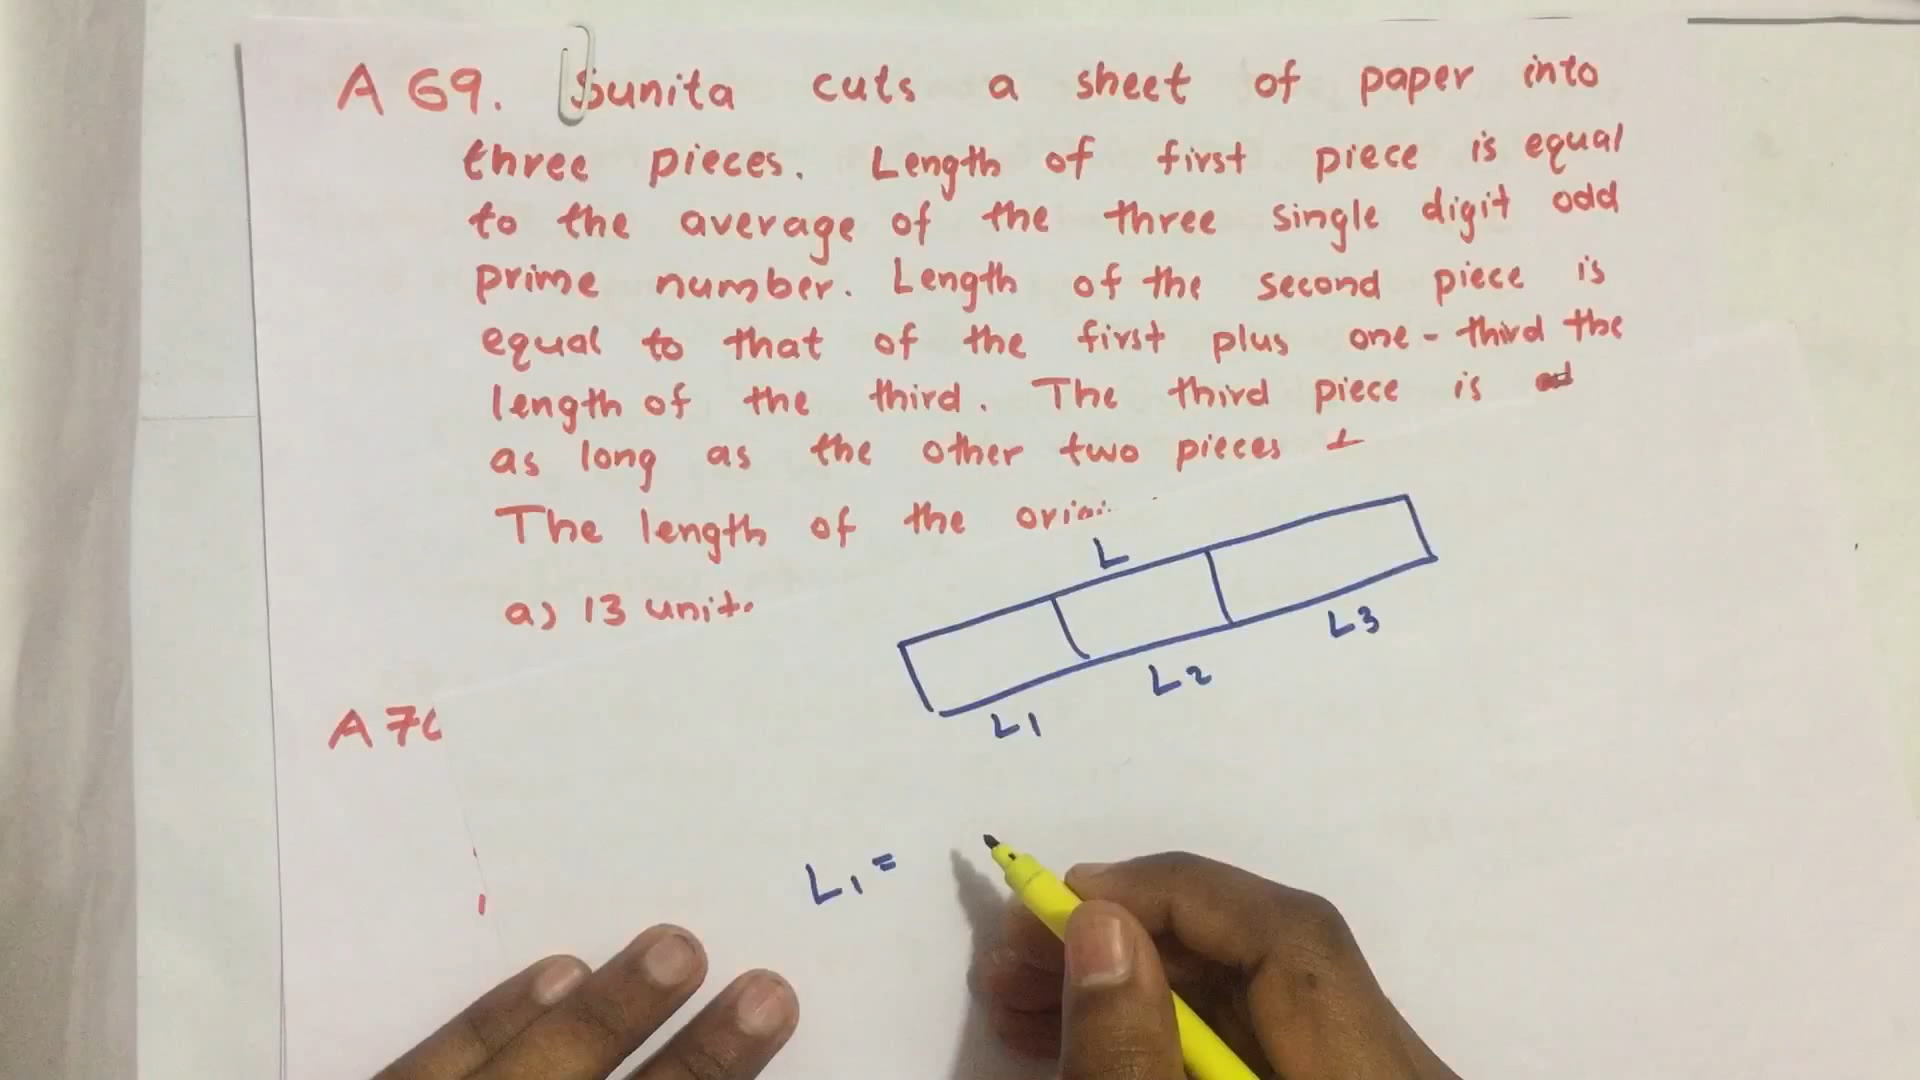 A 69. Sunita cuts a sheet of paper into
three pieces. Length of first piece is equal
to the average of the three single digit odd
prime number. Length of the second piece is
equal to that of the first plus one-third the
length of the third. The third piece is
as long as the other two pieces
The length of the
a) 13
L
L1
L2
L3
L1 =